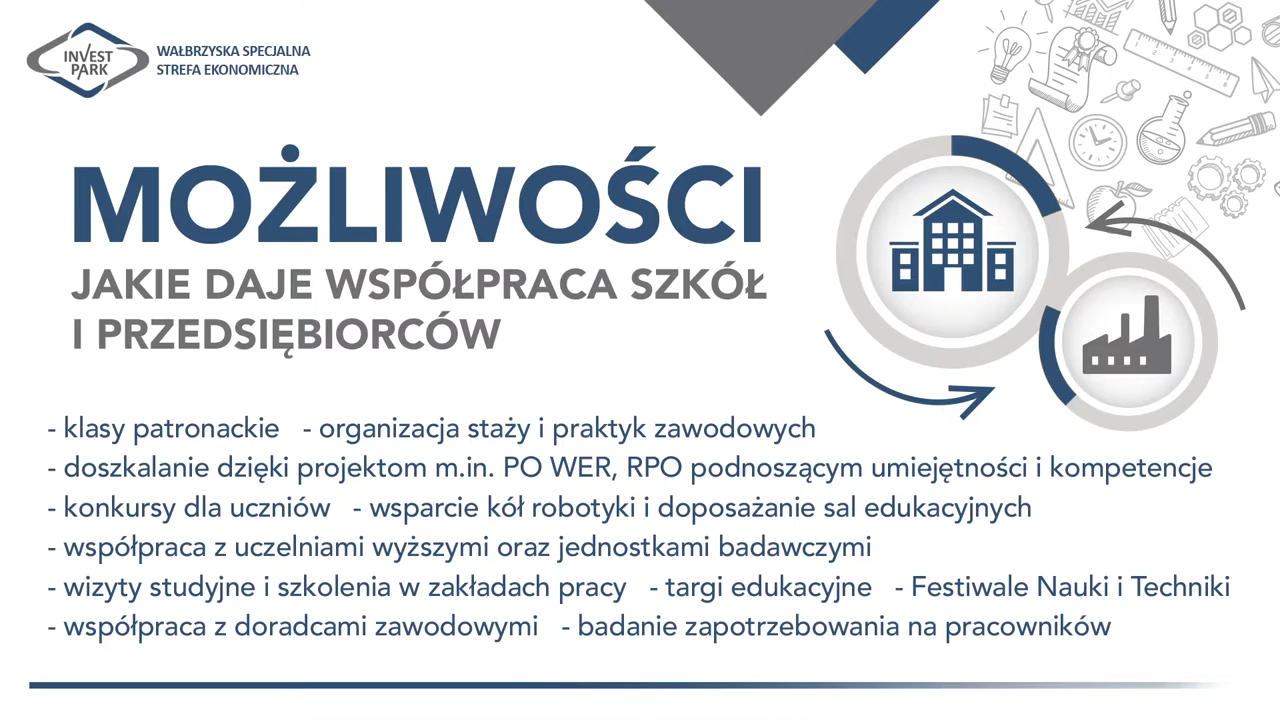 INVEST
PARK
WAŁBRZYSKA SPECJALNA
STREFA EKONOMICZNA
MOŻLIWOŚCI
JAKIE DAJE WSPÓŁPRACA SZKÓŁ
I PRZEDSIĘBIORCÓW
- klasy patronackie - organizacja staży i praktyk zawodowych
- doszkalanie dzięki projektom m.in. PO WER, RPO podnoszącym umiejętności i kompetencje
- konkursy dla uczniów - wsparcie kół robotyki i doposażanie sal edukacyjnych
- współpraca z uczelniami wyższymi oraz jednostkami badawczymi
- wizyty studyjne i szkolenia w zakładach pracy - targi edukacyjne - Festiwale Nauki i Techniki
- współpraca z doradcami zawodowymi - badanie zapotrzebowania na pracowników